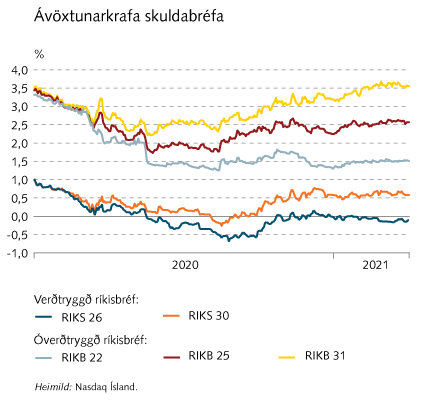 Ávöxtunarkrafa skuldabréfa
%
4,0
3,5
3,0
2,5
2,0
1,5
1,0
0,5
0,0
-0,5
-1,0
2020 2021
Verðtryggð ríkisbréf:
RIKS 26 RIKS 30
Óverðtryggð ríkisbréf:
RIKB 22 RIKB 25 RIKB 31
Heimild: Nasdaq Ísland.